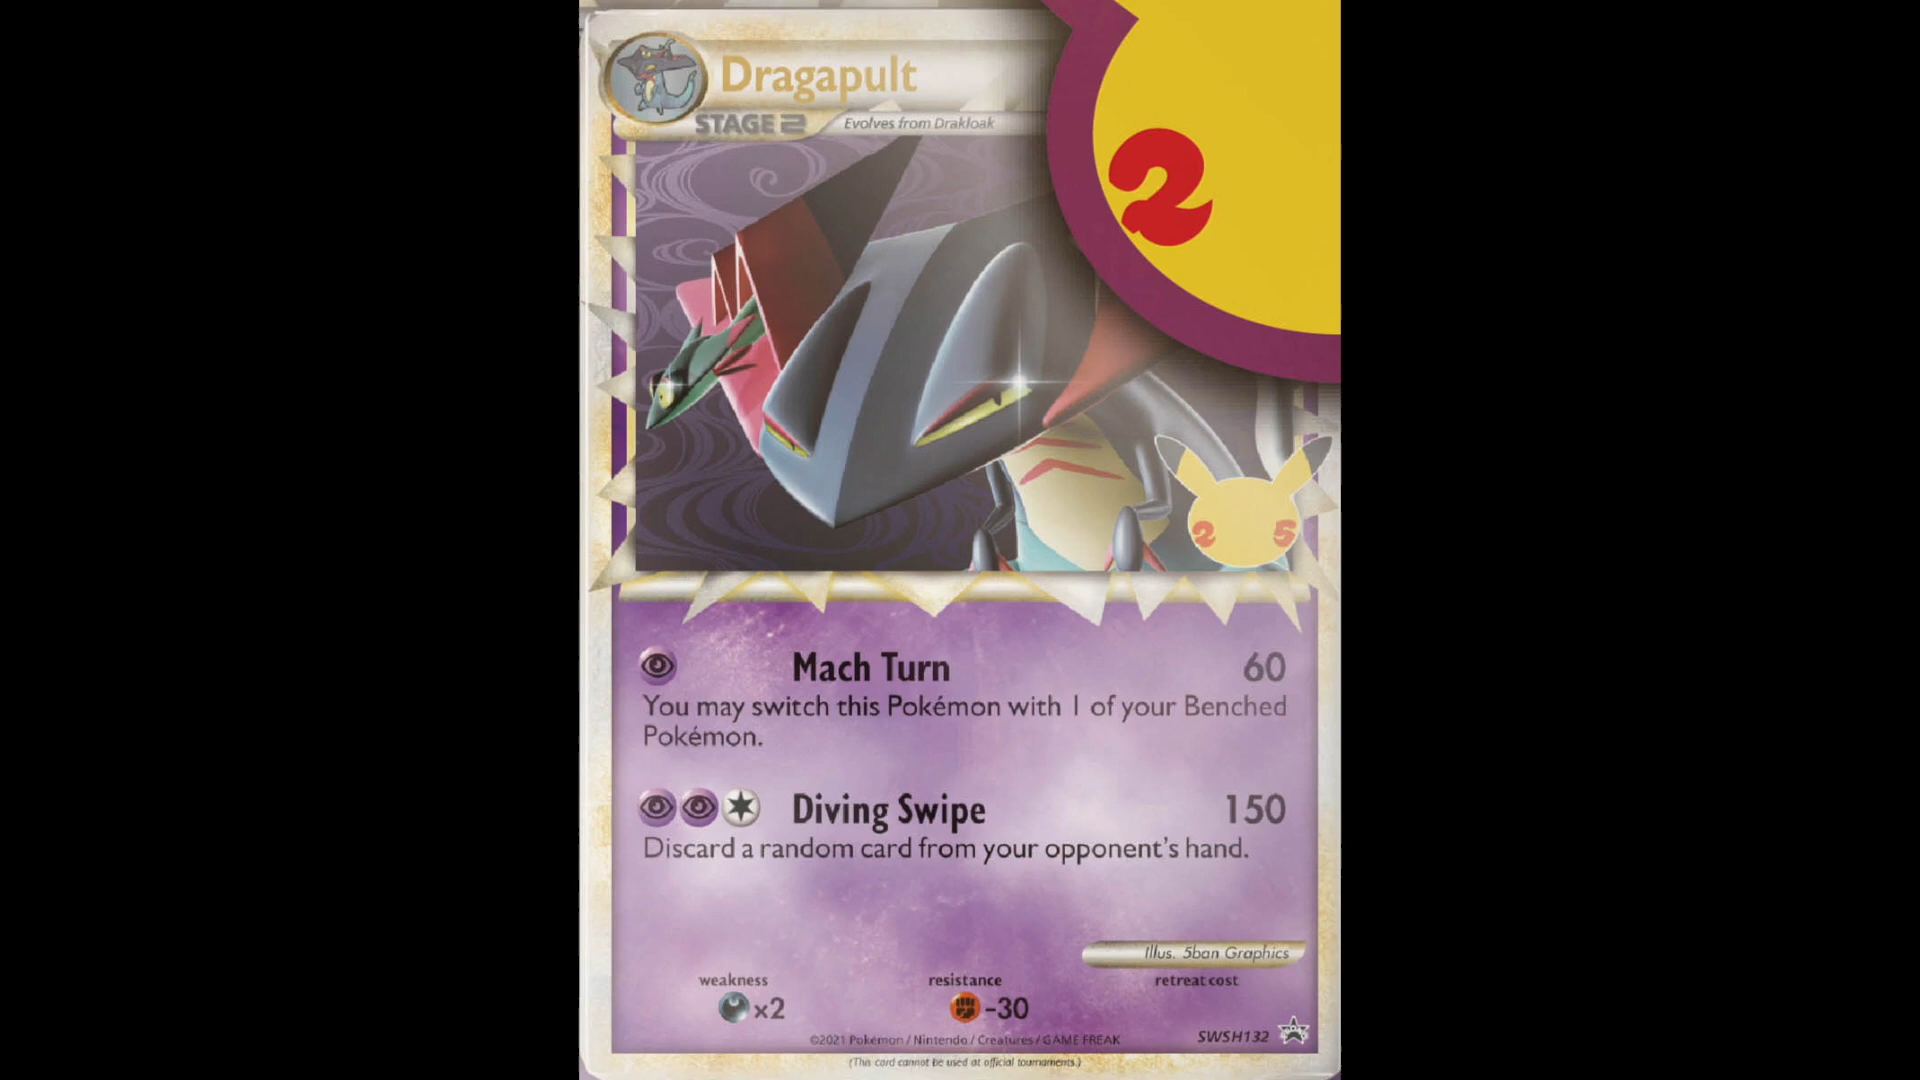 Dragapult
2
STAGE 2
Evolves from Drakloak
2 5
Mach Turn 60
You may switch this Pokémon with 1 of your Benched
Pokémon.
Diving Swipe 150
Discard a random card from your opponent's hand.
Illus. 5ban Graphics
weakness resistance retreat cost
×2 -30
©2021 Pokémon / Nintendo / Creatures / GAME FREAK
SWSH132
(This card cannot be used at official tournaments.)